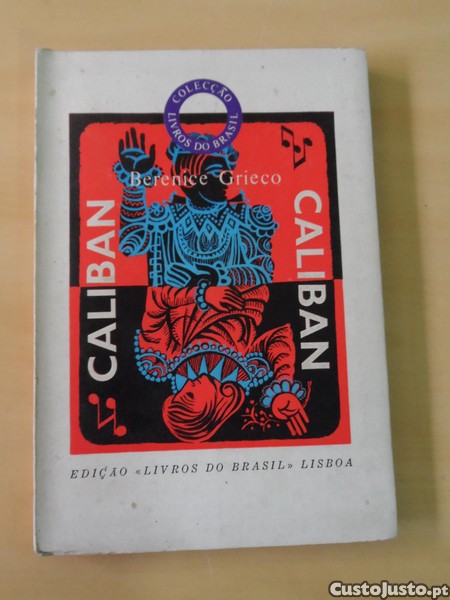 COLECÇÃO
LIVROS DO BRASIL
Berenice Grieco
CALIBAN
CALIBAN
EDIÇÃO «LIVROS DO BRASIL» LISBOA
CustoJusto.pt